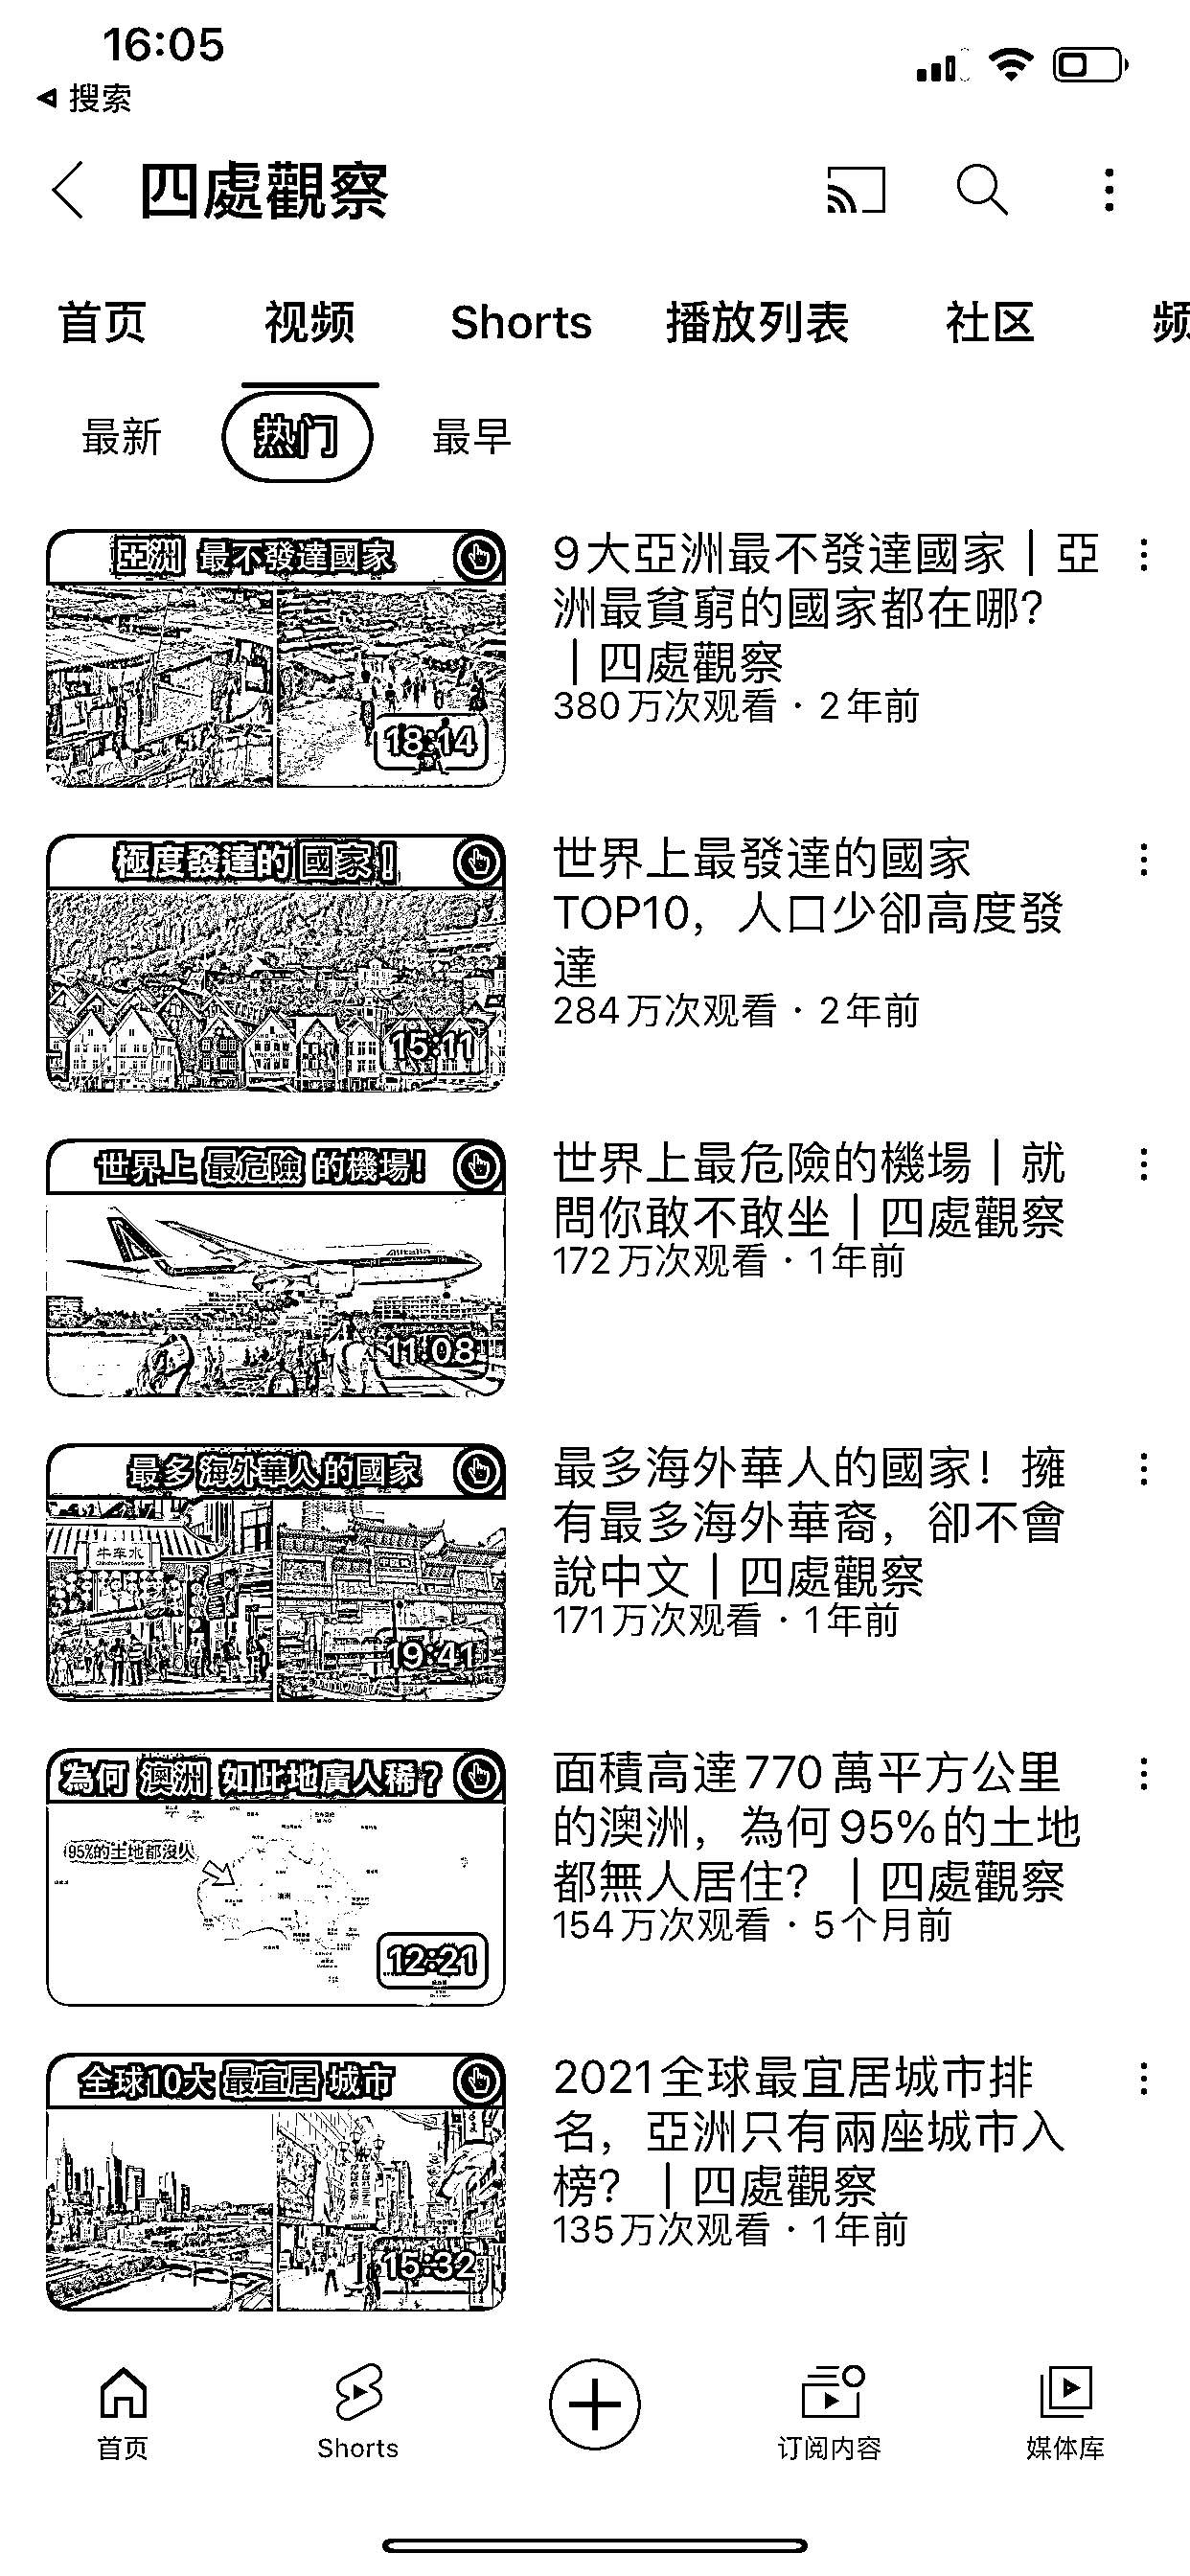 16:05
搜索
四處觀察
首页 视频 Shorts 播放列表 社区 频
最新 热门 最早
亞洲 最不發達國家
18:14
9大亞洲最不發達國家｜亞
洲最貧窮的國家都在哪？
｜四處觀察
380万次观看 · 2年前
極度發達的 國家！
15:11
世界上最發達的國家
TOP10，人口少卻高度發
達
284万次观看 · 2年前
世界上 最危險 的機場！
Alitalia
11:08
世界上最危險的機場｜就
問你敢不敢坐｜四處觀察
172万次观看 · 1年前
最多 海外華人 的國家
牛车水
19:41
最多海外華人的國家！擁
有最多海外華裔，卻不會
說中文｜四處觀察
171万次观看 · 1年前
為何 澳洲 如此地廣人稀？
95%的土地都沒人
澳洲
12:21
面積高達770萬平方公里
的澳洲，為何95%的土地
都無人居住？｜四處觀察
154万次观看 · 5个月前
全球10大 最宜居 城市
15:32
2021全球最宜居城市排
名，亞洲只有兩座城市入
榜？｜四處觀察
135万次观看 · 1年前
首页 Shorts 订阅内容 媒体库